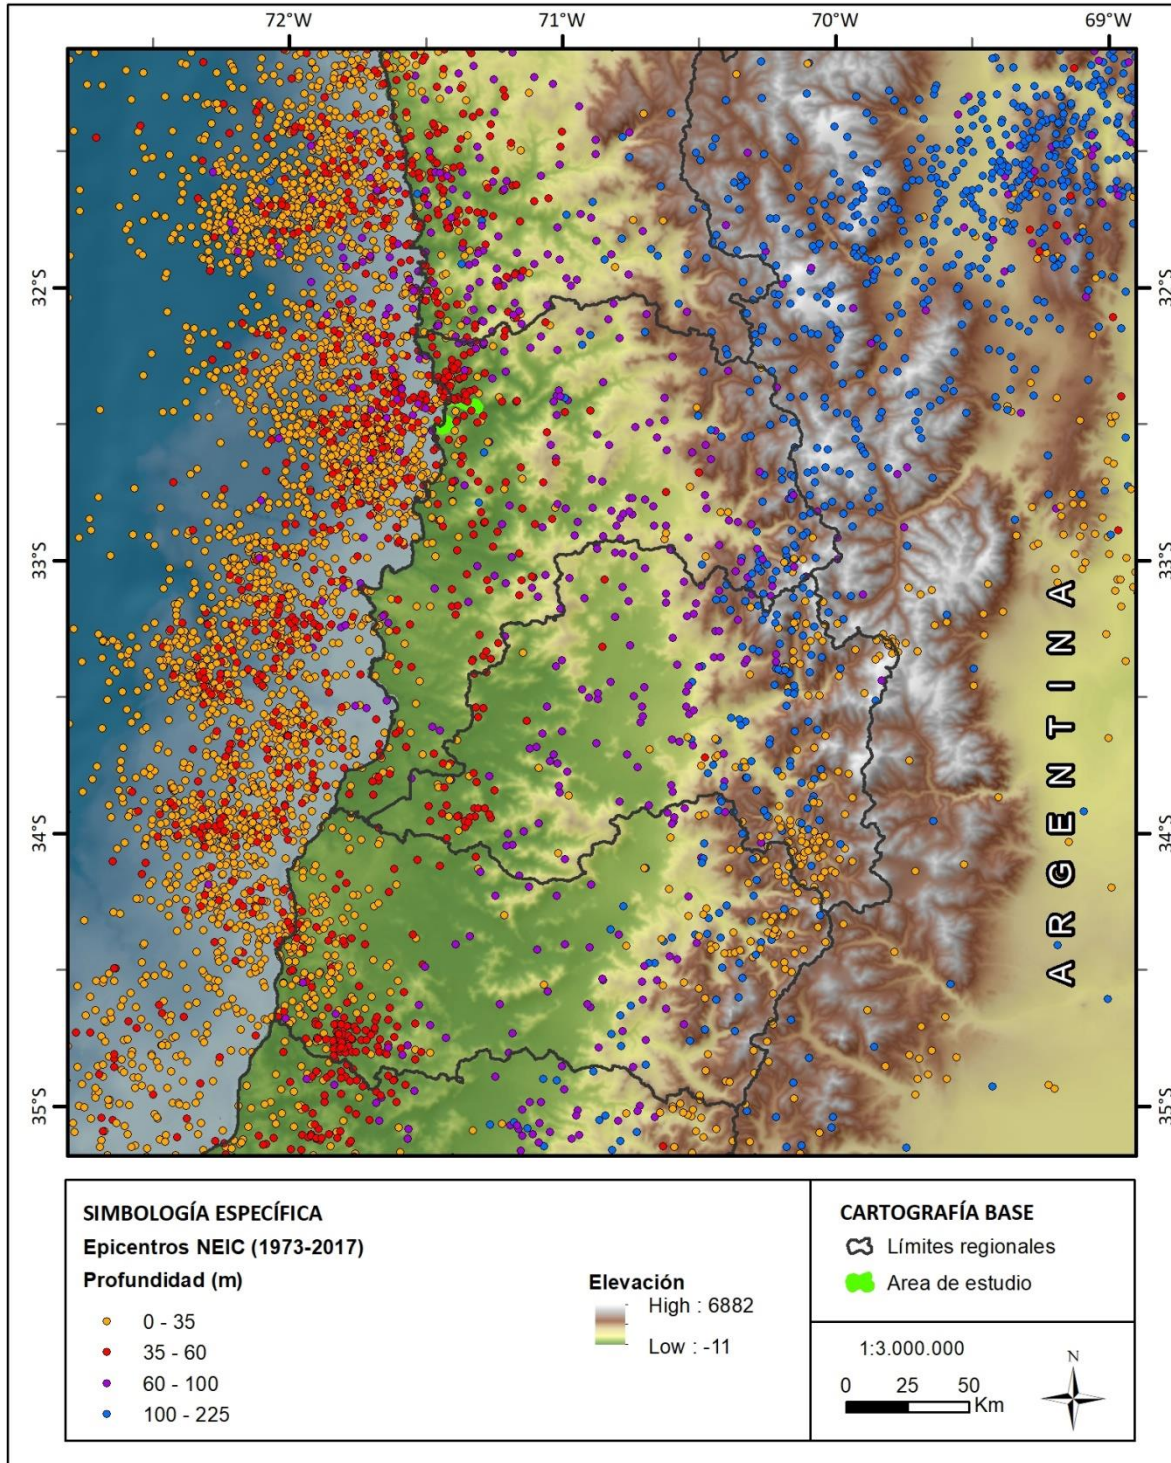 72°W 71°W 70°W 69°W
32°S 32°S
33°S 33°S
34°S 34°S
35°S 35°S
ARGENTINA
SIMBOLOGÍA ESPECÍFICA
Epicentros NEIC (1973-2017)
Profundidad (m)
0 - 35
35 - 60
60 - 100
100 - 225
Elevación
High : 6882
Low : -11
CARTOGRAFÍA BASE
Límites regionales
Area de estudio
1:3.000.000
0 25 50
Km
N